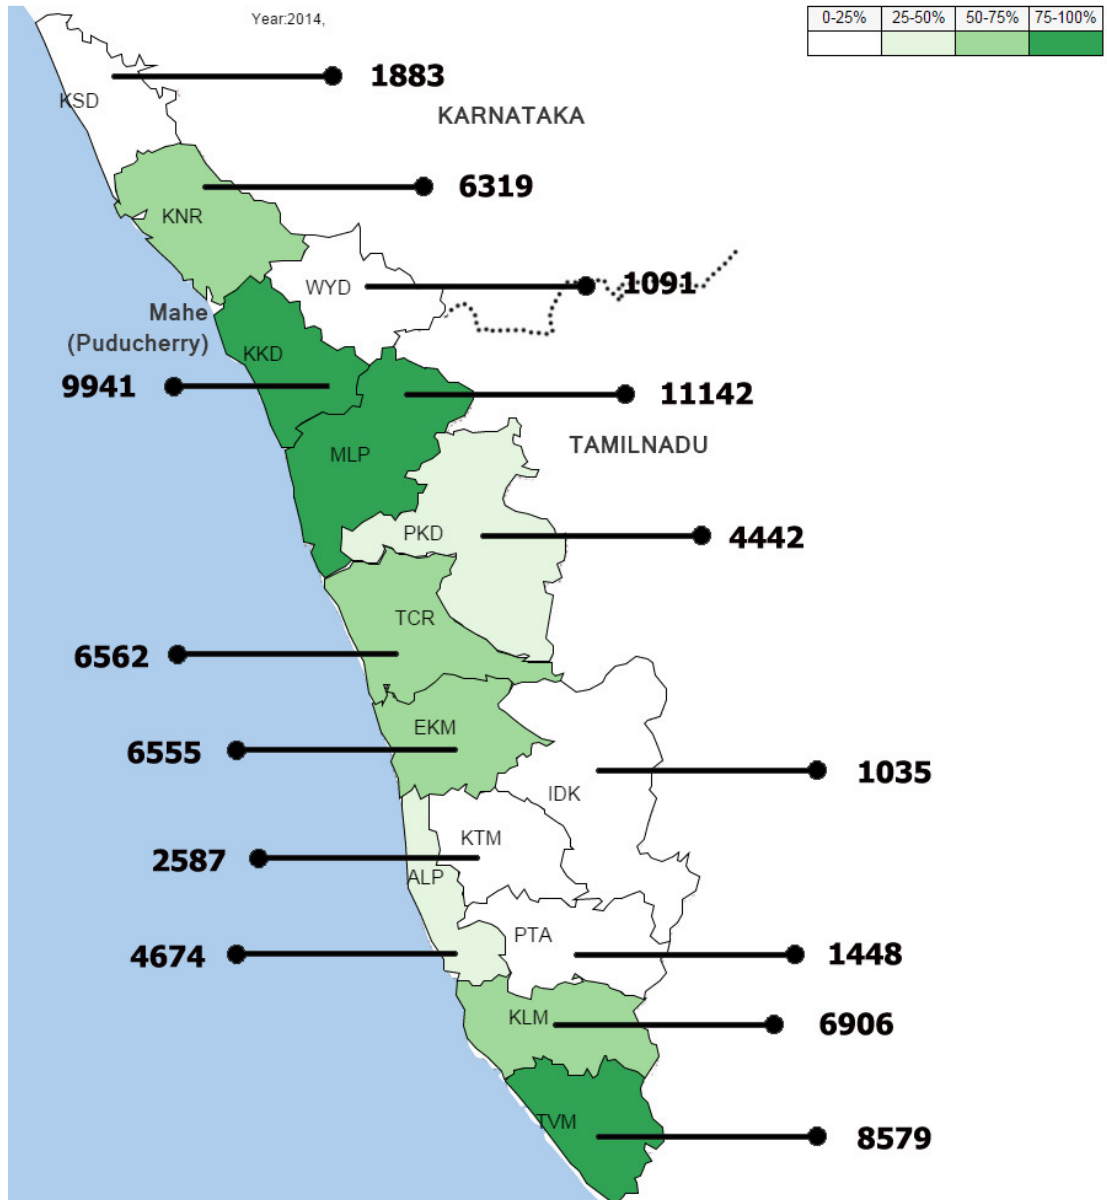 Year:2014,
0-25% 25-50% 50-75% 75-100%
KSD
1883
KARNATAKA
KNR
6319
WYD
1091
Mahe
(Puducherry)
KKD
9941
11142
MLP
TAMILNADU
PKD
4442
TCR
6562
EKM
6555
IDK
1035
KTM
2587
ALP
4674
PTA
1448
KLM
6906
TVM
8579